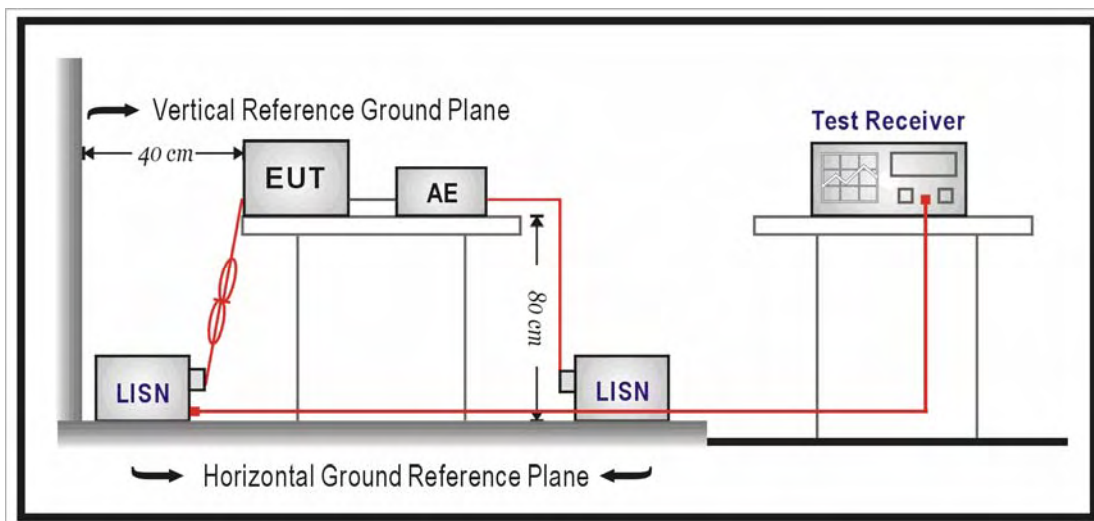 Vertical Reference Ground Plane
Test Receiver
40 cm
EUT
AE
80 cm
LISN
LISN
Horizontal Ground Reference Plane